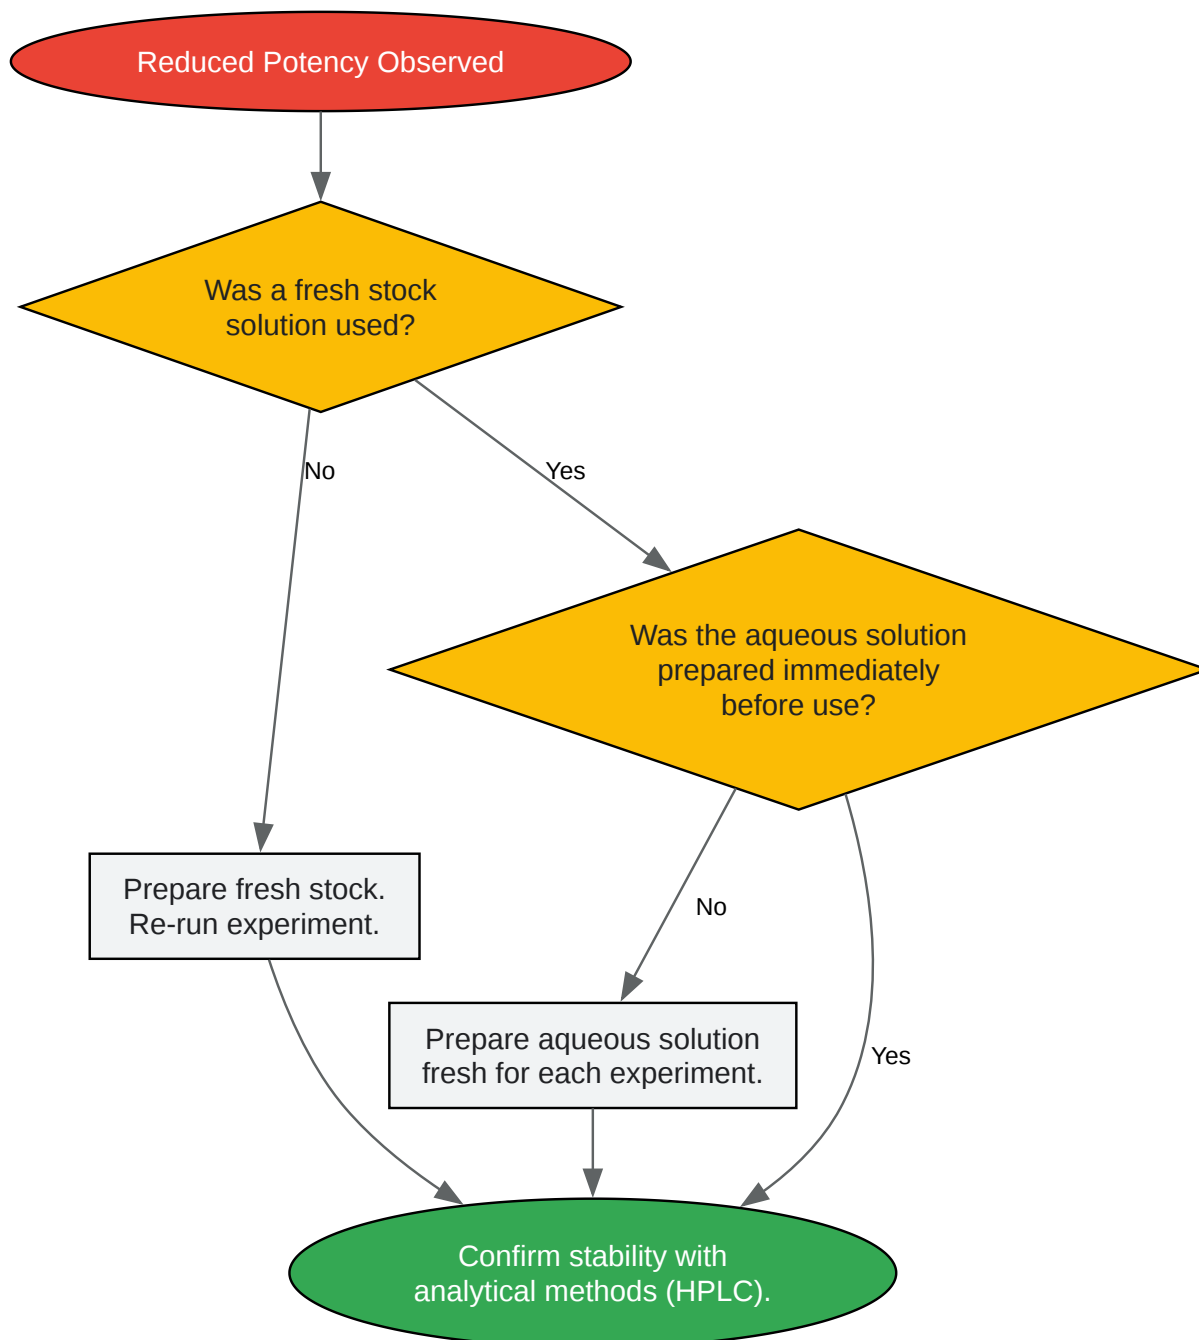 Reduced Potency Observed
Was a fresh stock
solution used?
No
Yes
Was the aqueous solution
prepared immediately
before use?
Prepare fresh stock.
Re-run experiment.
No
Prepare aqueous solution
fresh for each experiment.
Yes
Confirm stability with
analytical methods (HPLC).